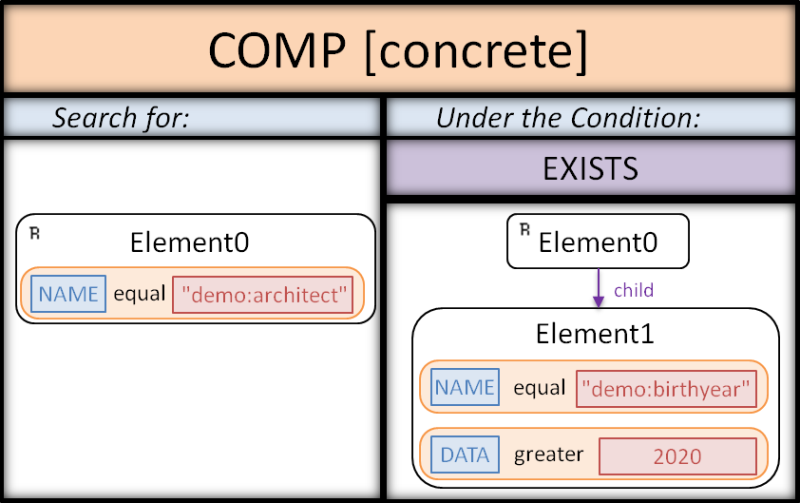 COMP [concrete]
Search for:
Under the Condition:
EXISTS
R Element0
NAME equal "demo:architect"
R Element0
child
Element1
NAME equal "demo:birthyear"
DATA greater 2020